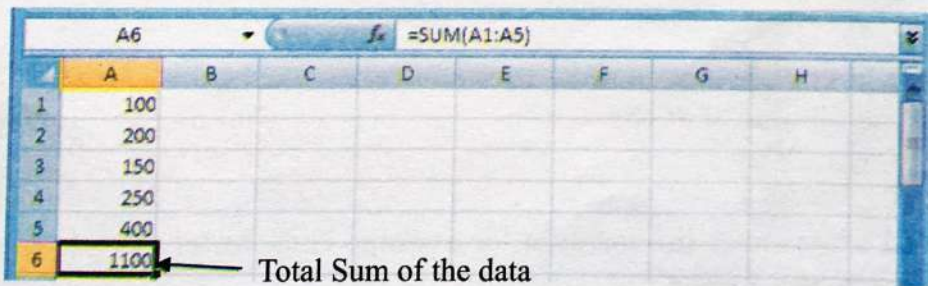 A6 fx =SUM(A1:A5)
A B C D E F G H
1 100
2 200
3 150
4 250
5 400
6 1100 Total Sum of the data